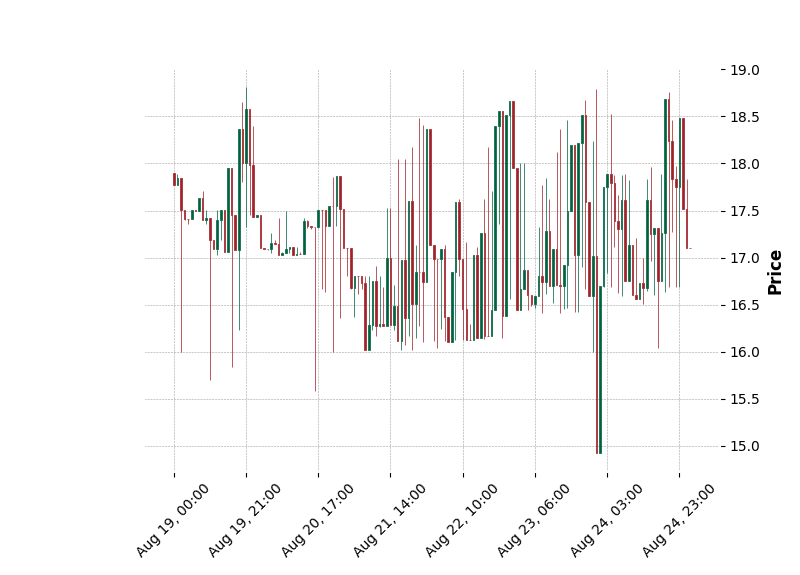 19.0
18.5
18.0
17.5
17.0
16.5
16.0
15.5
15.0
Price
Aug 19, 00:00
Aug 19, 21:00
Aug 20, 17:00
Aug 21, 14:00
Aug 22, 10:00
Aug 23, 06:00
Aug 24, 03:00
Aug 24, 23:00